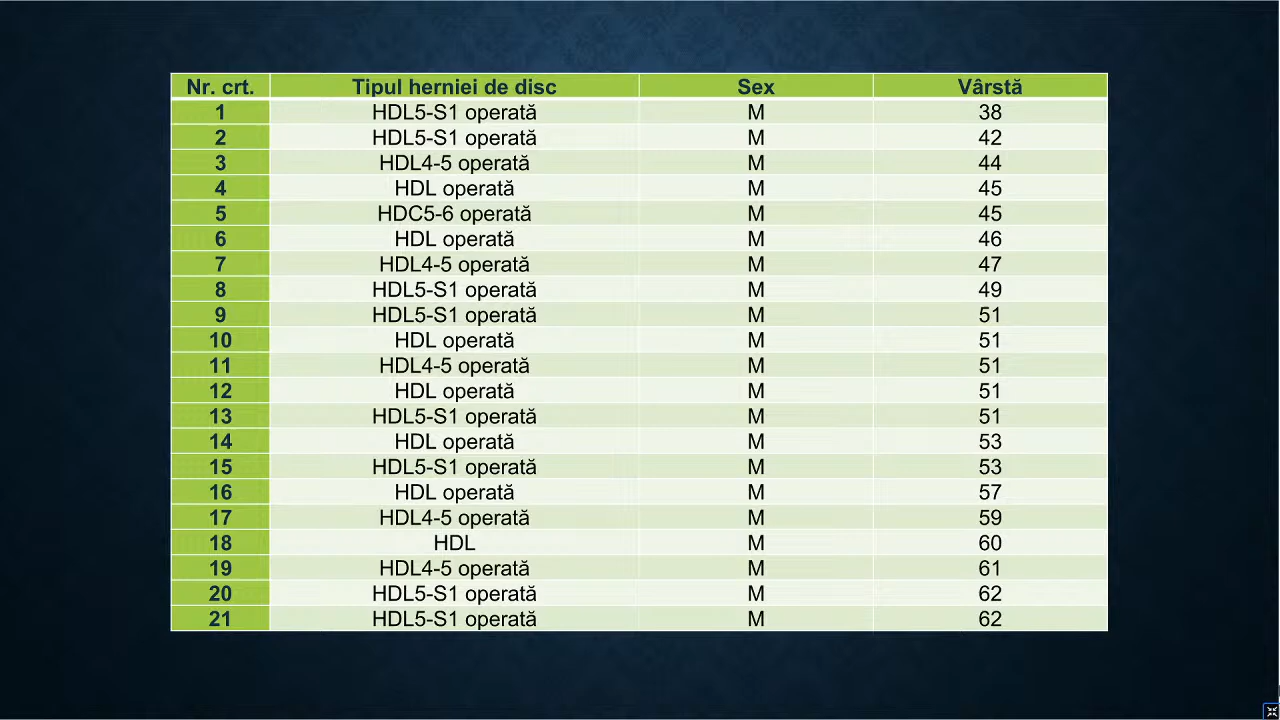 Nr. crt. Tipul herniei de disc Sex Vârstă
1 HDL5-S1 operată M 38
2 HDL5-S1 operată M 42
3 HDL4-5 operată M 44
4 HDL operată M 45
5 HDC5-6 operată M 45
6 HDL operată M 46
7 HDL4-5 operată M 47
8 HDL5-S1 operată M 49
9 HDL5-S1 operată M 51
10 HDL operată M 51
11 HDL4-5 operată M 51
12 HDL operată M 51
13 HDL5-S1 operată M 51
14 HDL operată M 53
15 HDL5-S1 operată M 53
16 HDL operată M 57
17 HDL4-5 operată M 59
18 HDL M 60
19 HDL4-5 operată M 61
20 HDL5-S1 operată M 62
21 HDL5-S1 operată M 62